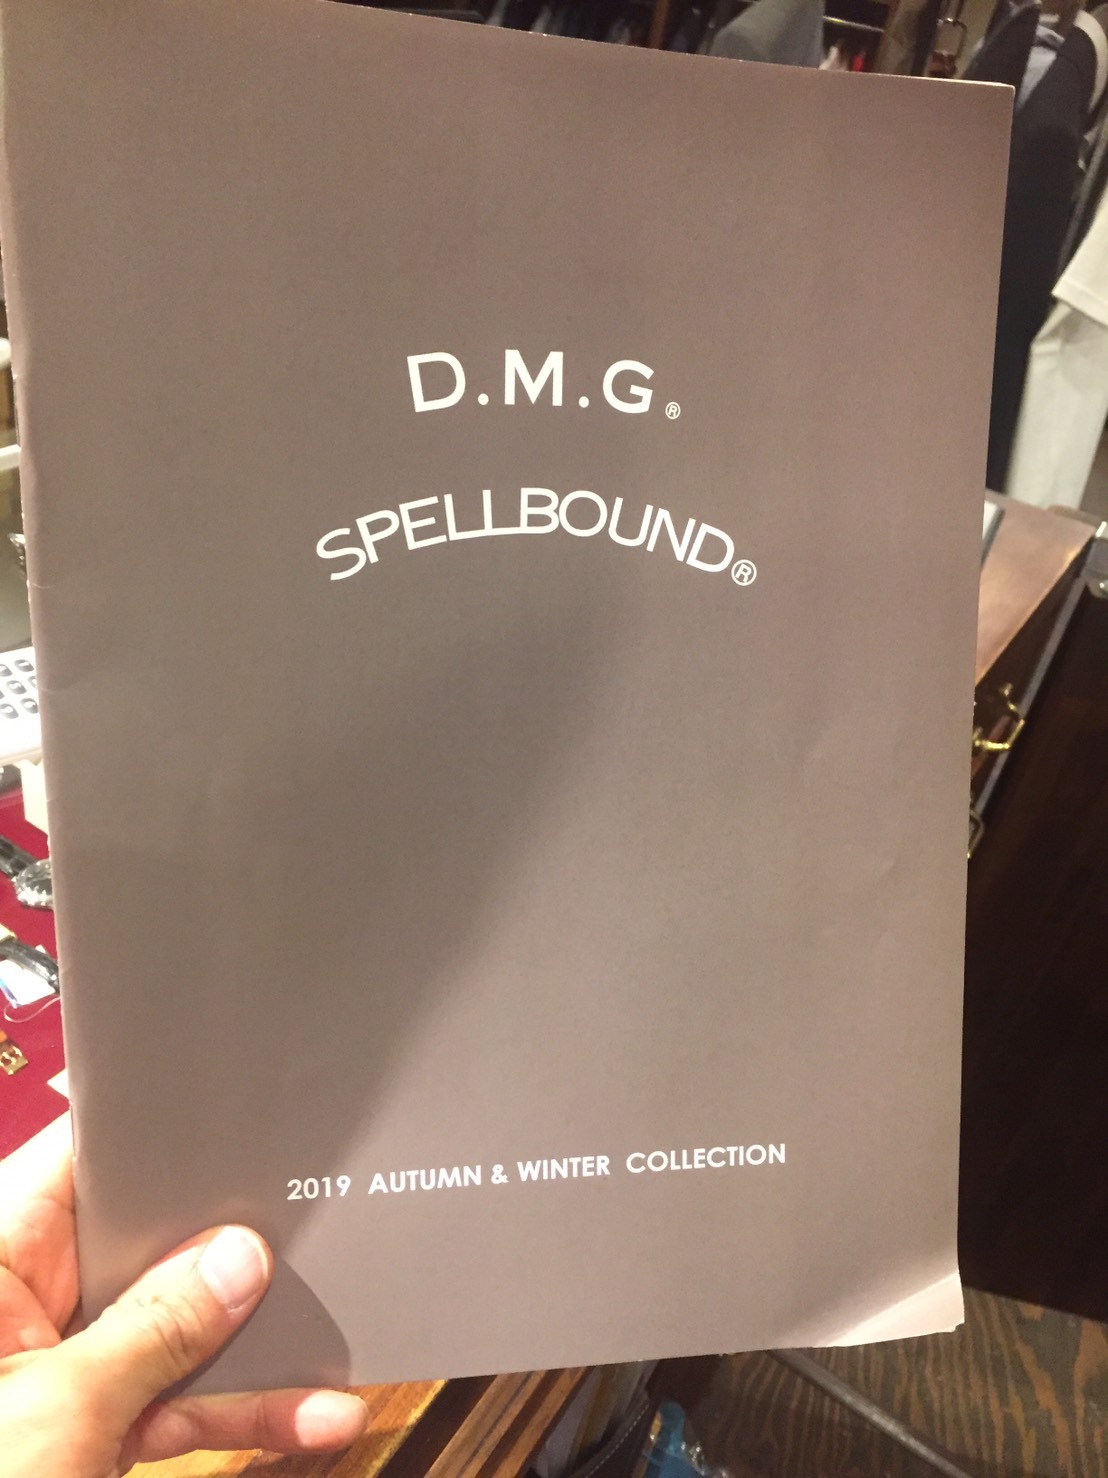 D.M.G.®
SPELLBOUND®
2019 AUTUMN & WINTER COLLECTION